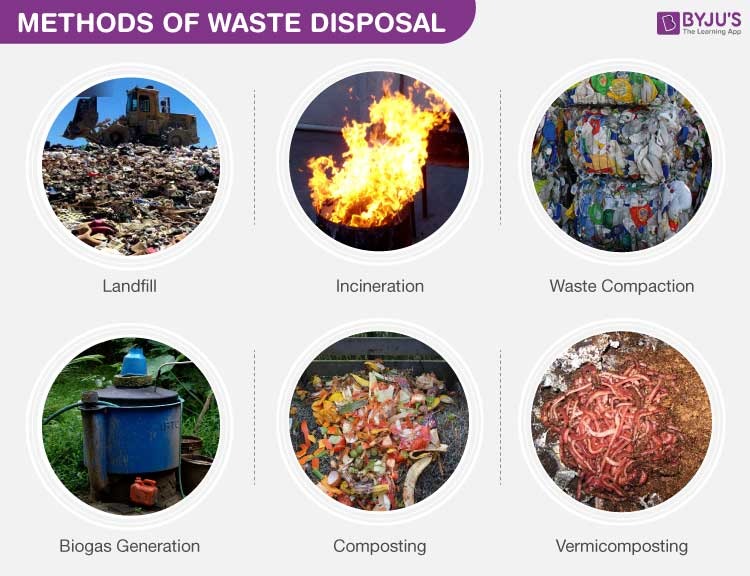 METHODS OF WASTE DISPOSAL
BYJU'S
The Learning App
Landfill
Incineration
Waste Compaction
Biogas Generation
Composting
Vermicomposting